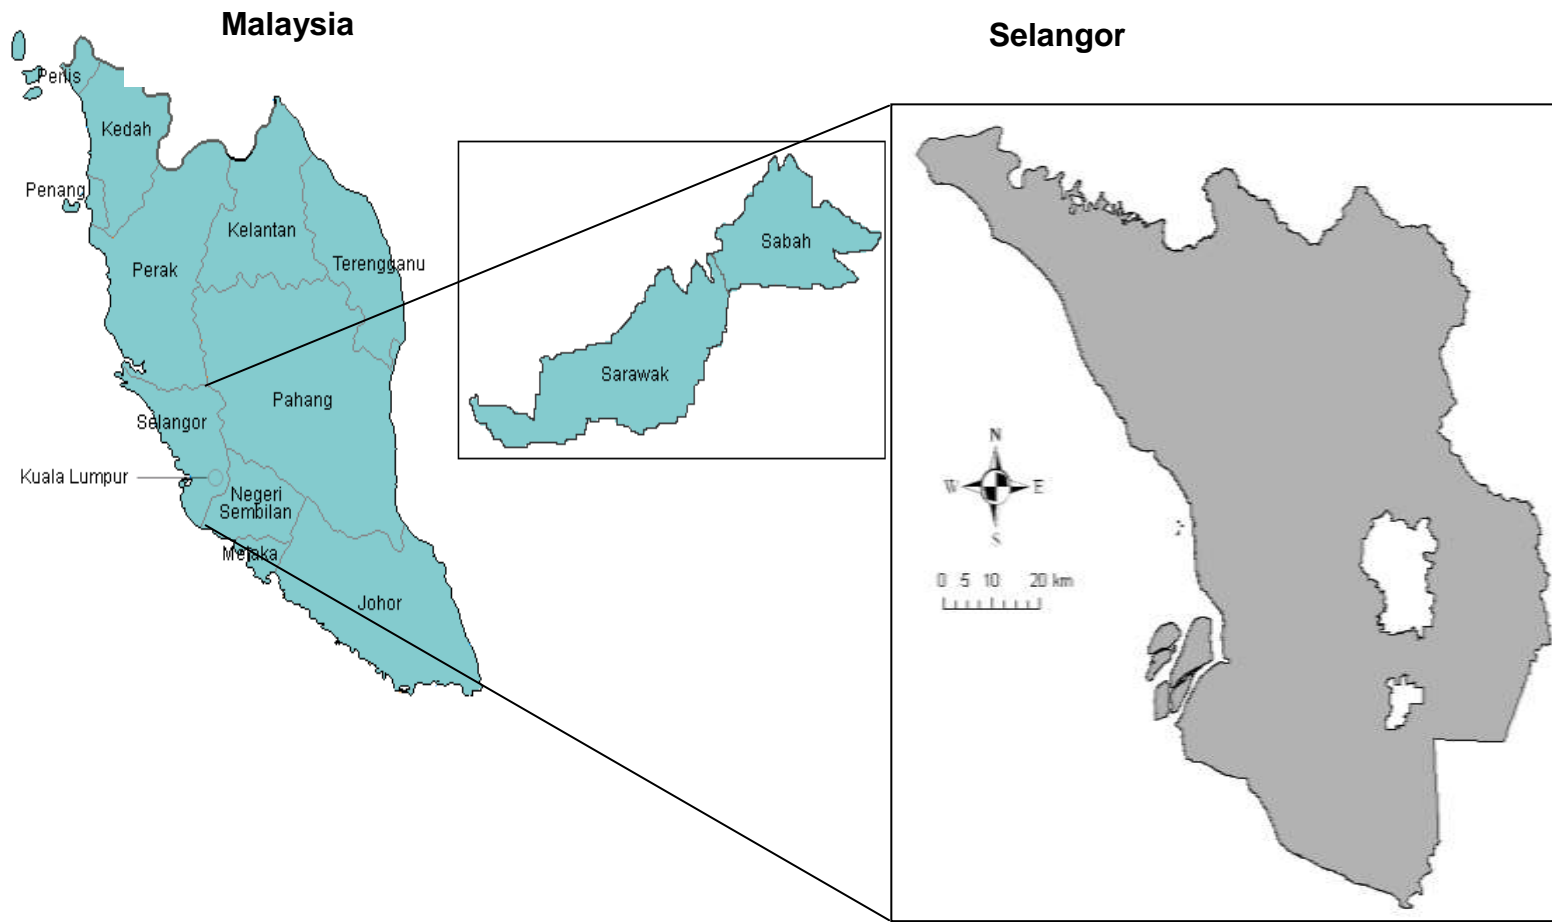 Malaysia
Selangor
Perlis
Kedah
Penang
Kelantan
Perak
Terengganu
Sabah
Sarawak
Pahang
Selangor
Kuala Lumpur
Negeri
Sembilan
Melaka
Johor
N
W E
S
0 5 10 20 km